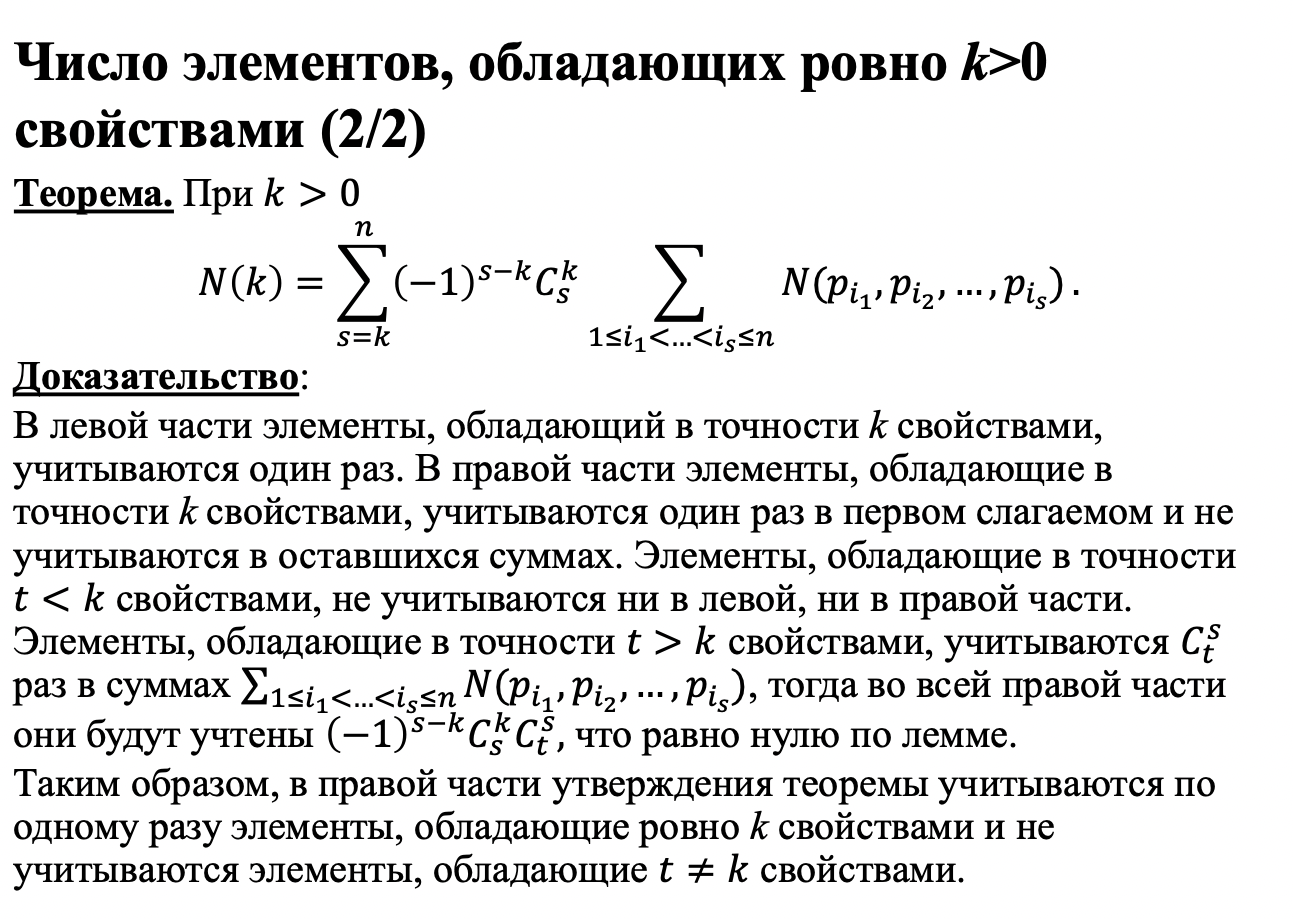 Число элементов, обладающих ровно k>0
свойствами (2/2)
Теорема. При k > 0
N(k) = ∑_{s=k}^{n} (−1)^{s−k} C_s^k ∑_{1≤i_1<...<i_s≤n} N(p_{i_1}, p_{i_2}, ..., p_{i_s}).
Доказательство:
В левой части элементы, обладающий в точности k свойствами,
учитываются один раз. В правой части элементы, обладающие в
точности k свойствами, учитываются один раз в первом слагаемом и не
учитываются в оставшихся суммах. Элементы, обладающие в точности
t < k свойствами, не учитываются ни в левой, ни в правой части.
Элементы, обладающие в точности t > k свойствами, учитываются C_t^s
раз в суммах ∑_{1≤i_1<...<i_s≤n} N(p_{i_1}, p_{i_2}, ..., p_{i_s}), тогда во всей правой части
они будут учтены (−1)^{s−k} C_s^k C_t^s, что равно нулю по лемме.
Таким образом, в правой части утверждения теоремы учитываются по
одному разу элементы, обладающие ровно k свойствами и не
учитываются элементы, обладающие t ≠ k свойствами.